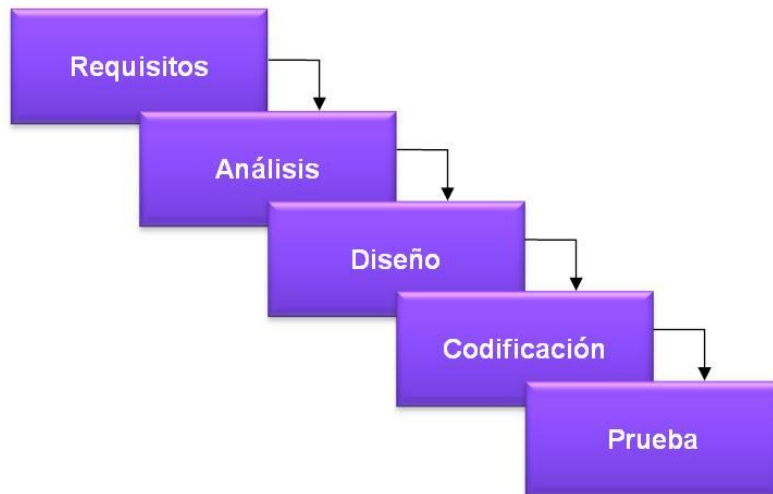 Requisitos
Análisis
Diseño
Codificación
Prueba